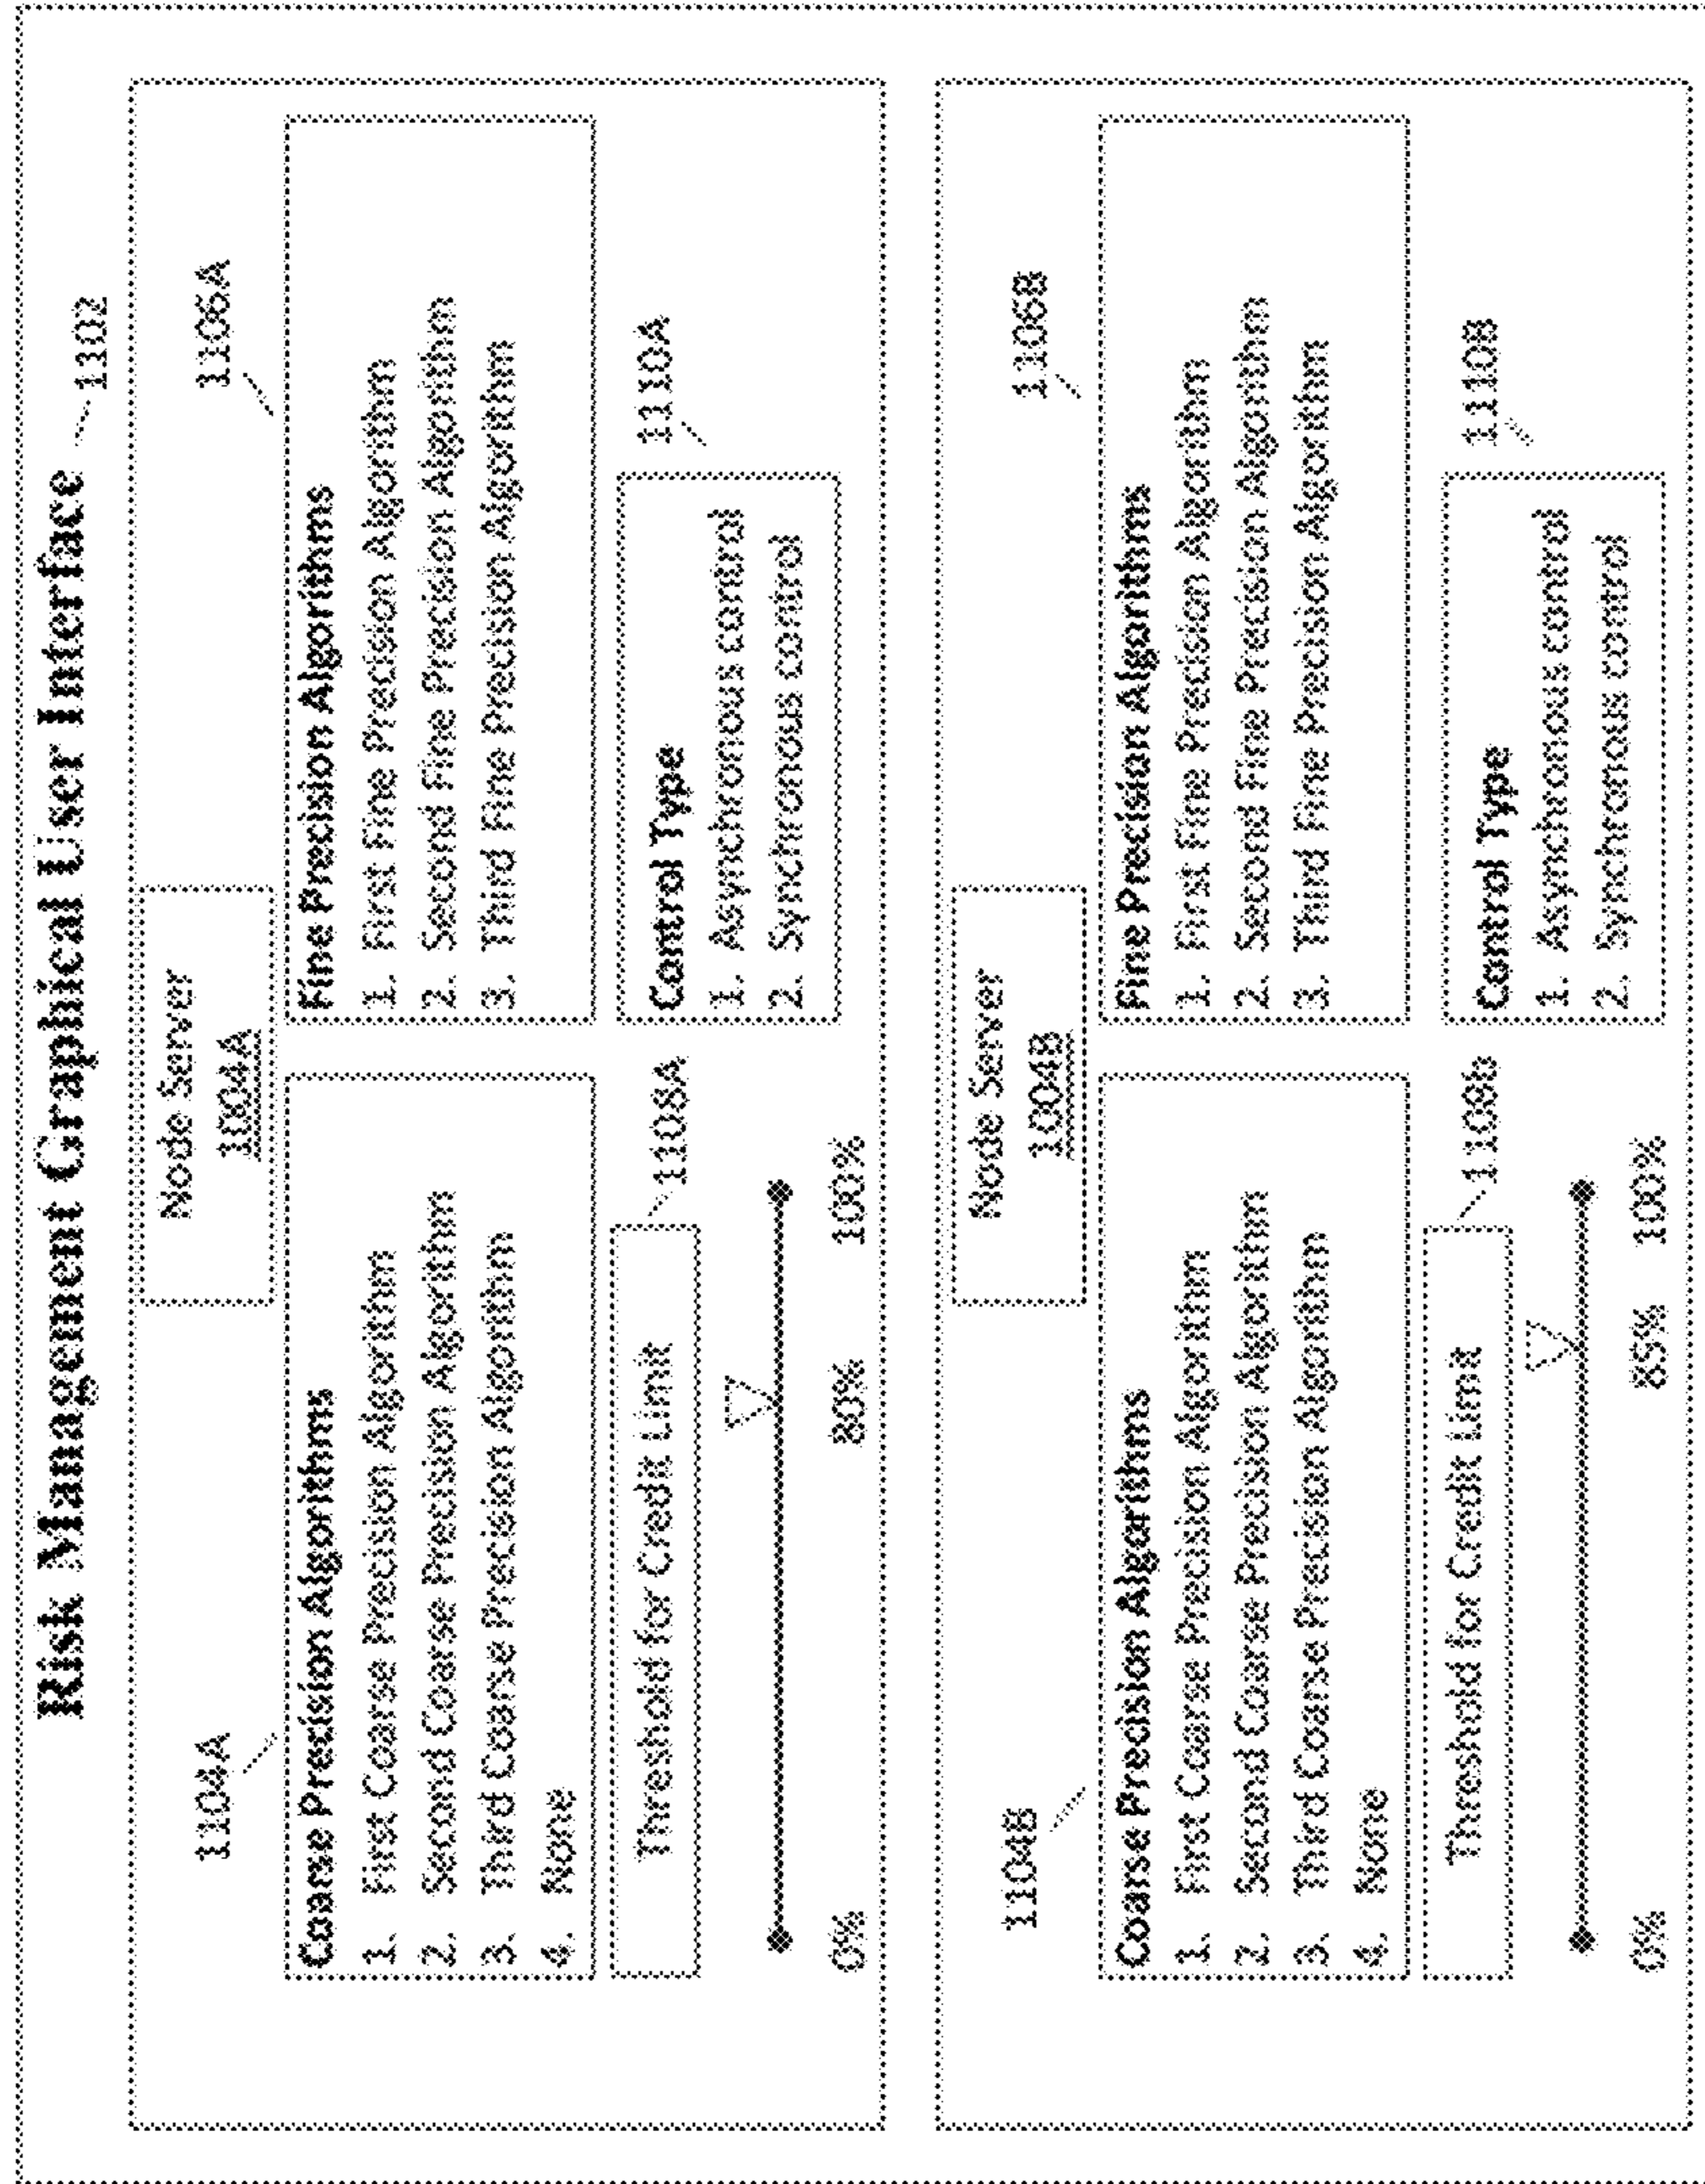 Risk Management Graphical User Interface
1102
Node Server
1004A
1104A
1106A
Coarse Precision Algorithms
1. First Coarse Precision Algorithm
2. Second Coarse Precision Algorithm
3. Third Coarse Precision Algorithm
4. None
Fine Precision Algorithms
1. First Fine Precision Algorithm
2. Second Fine Precision Algorithm
3. Third Fine Precision Algorithm
Threshold for Credit Limit
1108A
0%
80%
100%
1110A
Control Type
1. Asynchronous control
2. Synchronous control
Node Server
1004B
1104B
1106B
Coarse Precision Algorithms
1. First Coarse Precision Algorithm
2. Second Coarse Precision Algorithm
3. Third Coarse Precision Algorithm
4. None
Fine Precision Algorithms
1. First Fine Precision Algorithm
2. Second Fine Precision Algorithm
3. Third Fine Precision Algorithm
Threshold for Credit Limit
0%
85%
100%
1110B
Control Type
1. Asynchronous control
2. Synchronous control